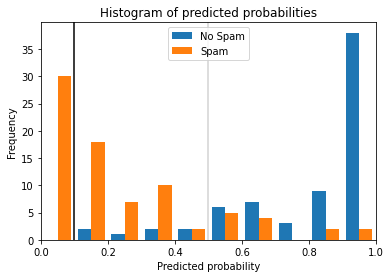 Histogram of predicted probabilities
No Spam
Spam
Frequency
35
30
25
20
15
10
5
0
0.0 0.2 0.4 0.6 0.8 1.0
Predicted probability